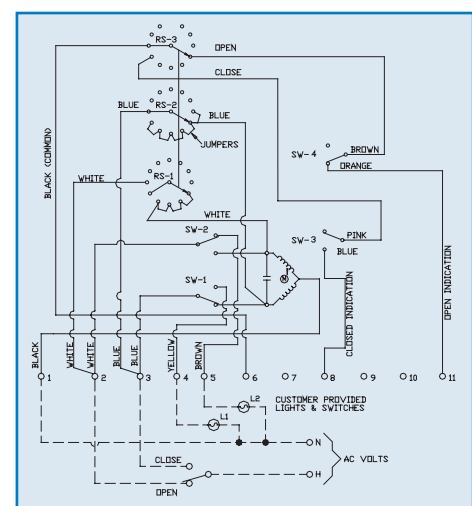 RS-3
OPEN
CLOSE
BLUE
RS-2
BLUE
JUMPERS
BLACK (COMMON)
SW-4
BROWN
ORANGE
WHITE
RS-1
WHITE
SW-2
SW-3
PINK
BLUE
M
SW-1
CLOSED INDICATION
OPEN INDICATION
BLACK
WHITE
WHITE
BLUE
BLUE
YELLOW
BROWN
1
2
3
4
5
6
7
8
9
10
11
L2
CUSTOMER PROVIDED
LIGHTS & SWITCHES
L1
N
CLOSE
AC VOLTS
H
OPEN